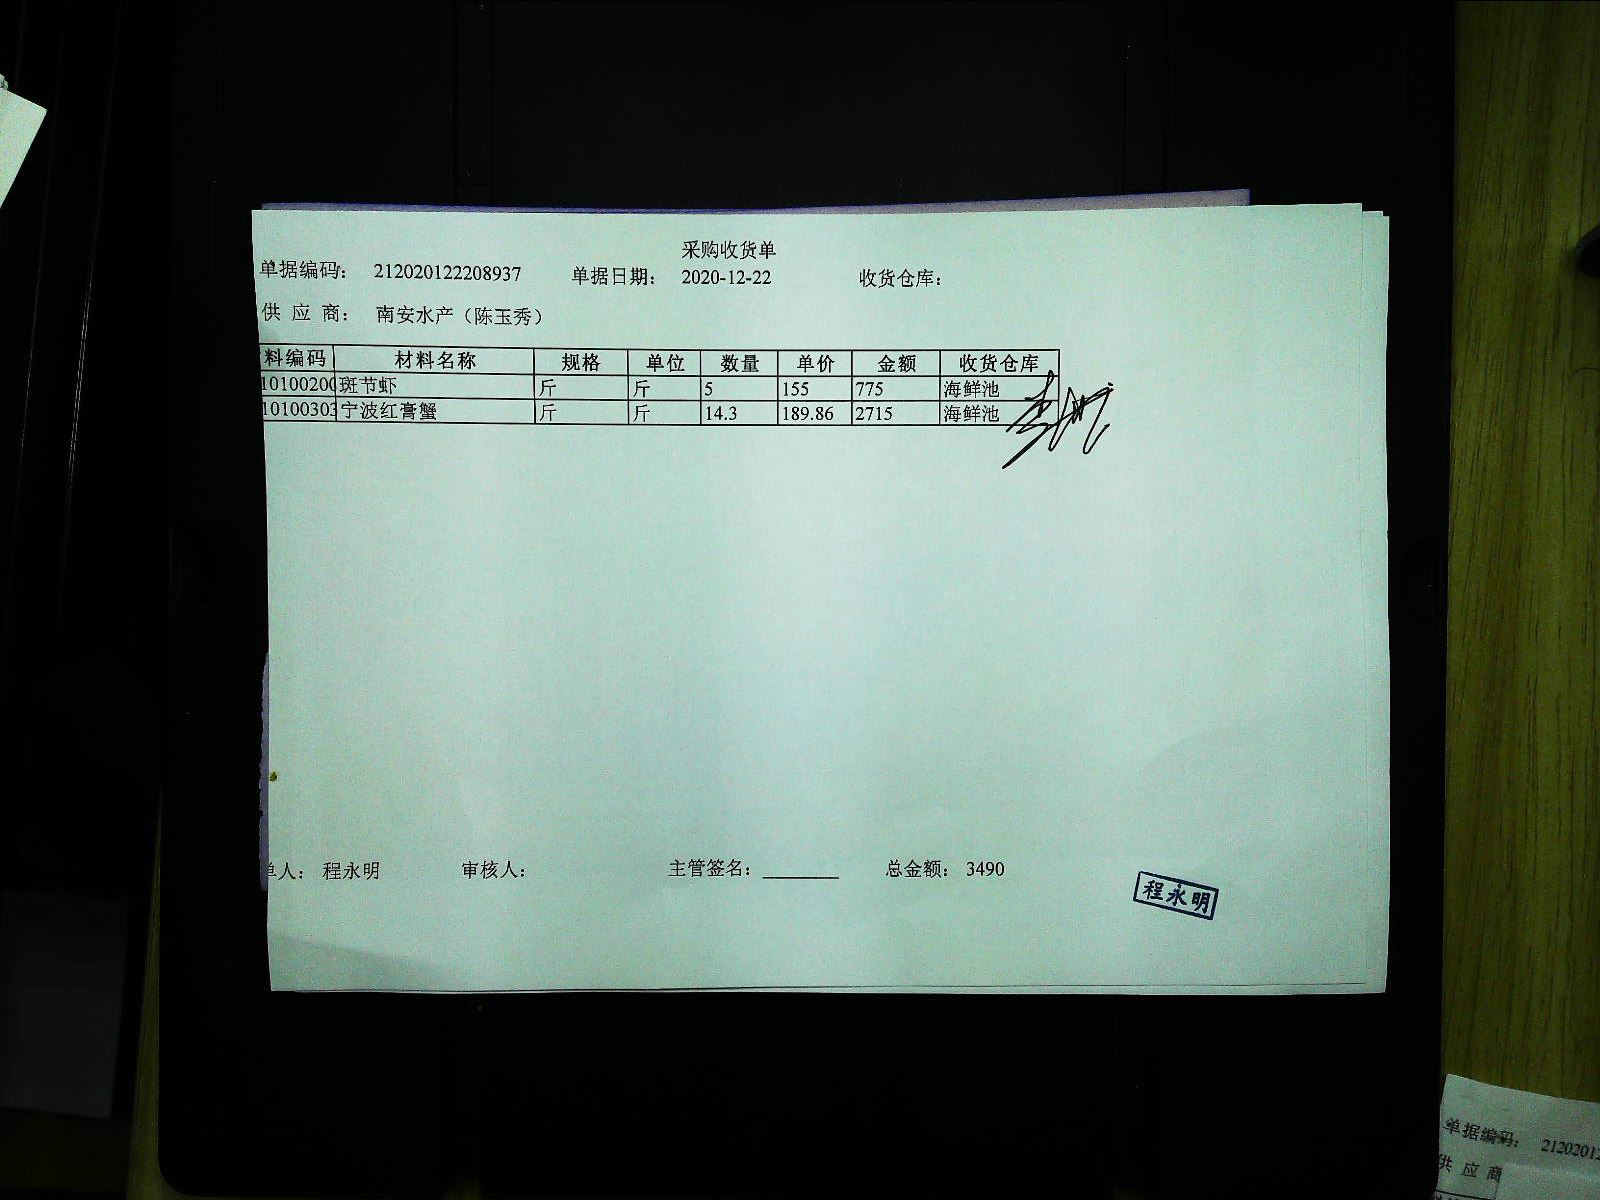 采购收货单
单据编码： 212020122208937 单据日期： 2020-12-22 收货仓库：
供 应 商： 南安水产（陈玉秀）
料编码 材料名称 规格 单位 数量 单价 金额 收货仓库
10100200 斑节虾 斤 斤 5 155 775 海鲜池
10100303 宁波红膏蟹 斤 斤 14.3 189.86 2715 海鲜池
单人： 程永明 审核人： 主管签名： 总金额： 3490
程永明
单据编码： 2120201
供 应 商